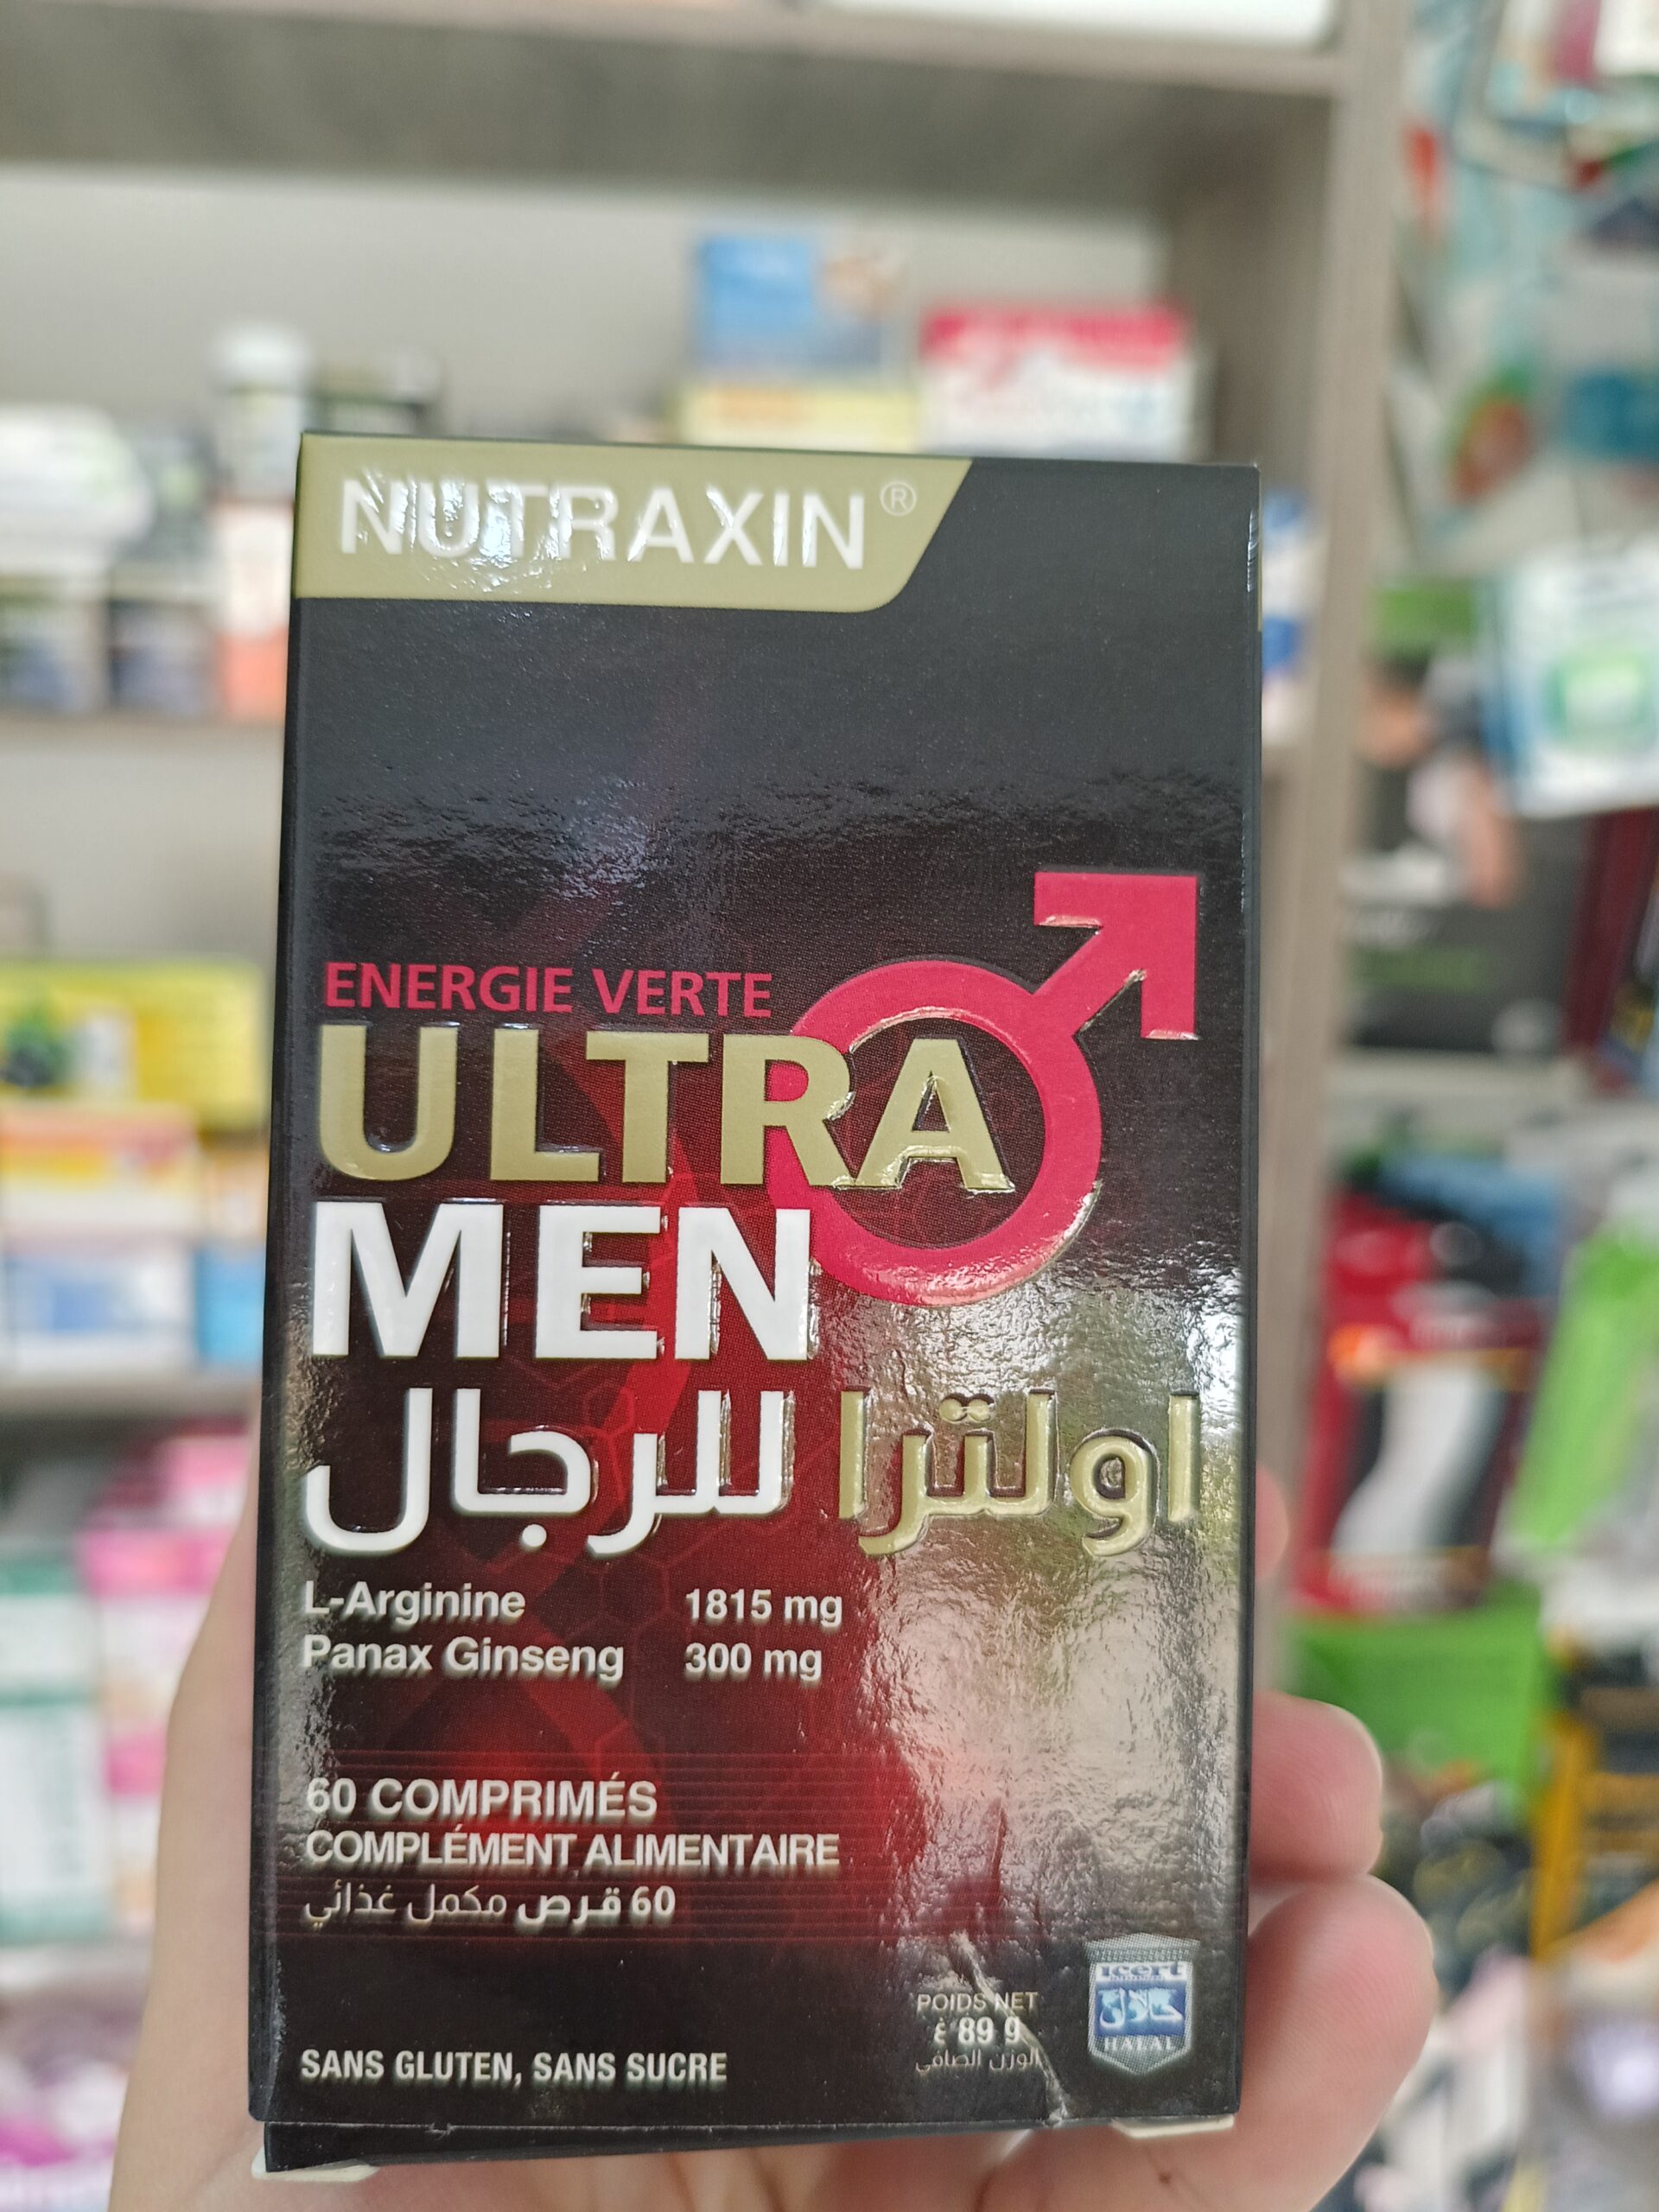 NUTRAXIN®
ENERGIE VERTE
ULTRA
MEN
اولترا للرجال
L-Arginine 1815 mg
Panax Ginseng 300 mg
60 COMPRIMÉS
COMPLÉMENT ALIMENTAIRE
60 قرص مكمل غذائي
POIDS NET
89 g غ
الوزن الصافي
حلال
HALAL
SANS GLUTEN, SANS SUCRE